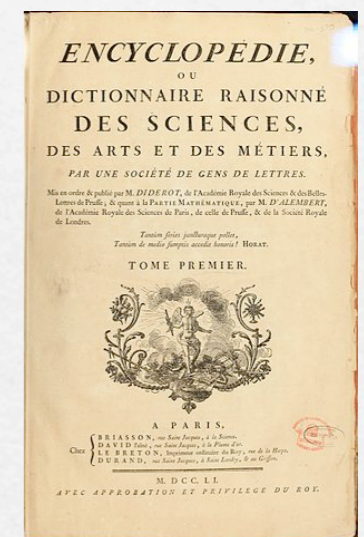 ENCYCLOPÉDIE,
OU
DICTIONNAIRE RAISONNÉ
DES SCIENCES,
DES ARTS ET DES MÉTIERS,
PAR UNE SOCIÉTÉ DE GENS DE LETTRES.
Mis en ordre & publié par M. DIDEROT, de l'Académie Royale des Sciences & des Belles-
Lettres de Prusse; & quant à la PARTIE MATHÉMATIQUE, par M. D'ALEMBERT,
de l'Académie Royale des Sciences de Paris, de celle de Prusse, & de la Société Royale
de Londres.
Tantùm series juncturaque pollet,
Tantùm de medio sumptis accedit honoris! HORAT.
TOME PREMIER.
A PARIS,
Chez
BRIASSON, rue Saint Jacques, à la Science.
DAVID l'aîné, rue Saint Jacques, à la Plume d'or.
LE BRETON, Imprimeur ordinaire du Roy, rue de la Harpe.
DURAND, rue Saint Jacques, à Saint Landry, & au Griffon.
M. DCC. LI.
AVEC APPROBATION ET PRIVILEGE DU ROY.